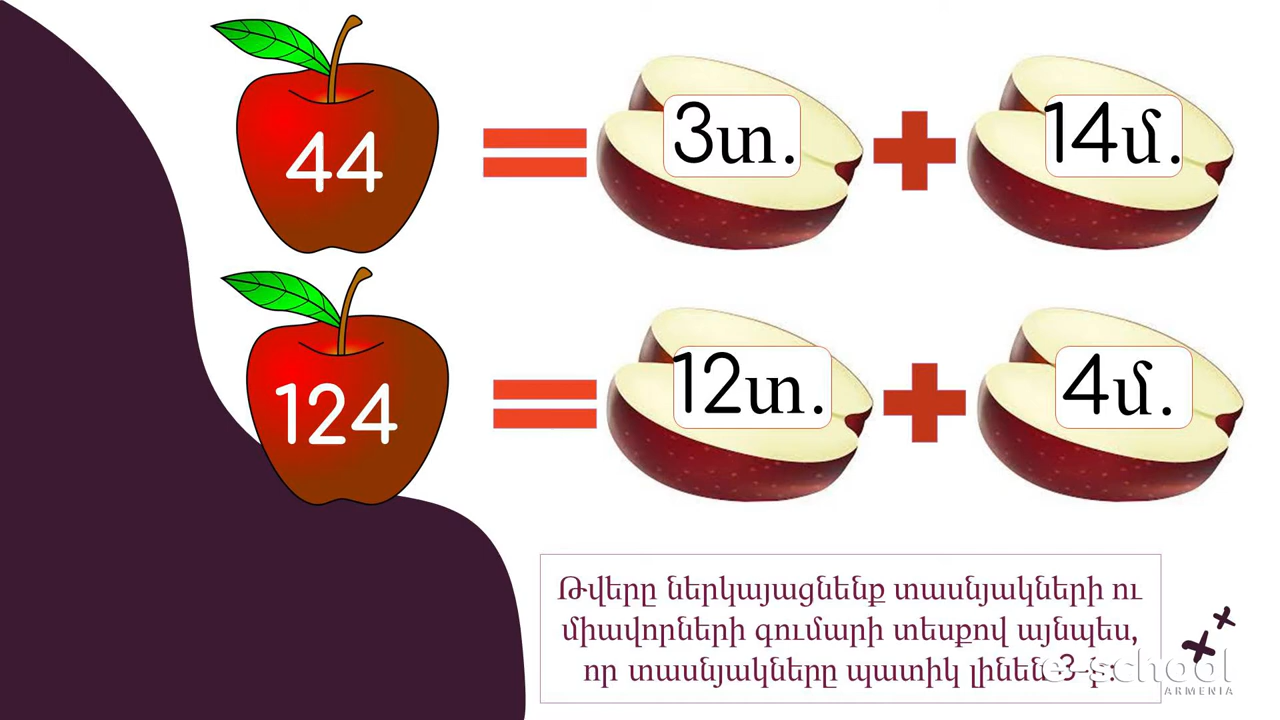 44 = 3տ. + 14մ.
124 = 12տ. + 4մ.
Թվերը ներկայացնենք տասնյակների ու
միավորների գումարի տեսքով այնպես,
որ տասնյակները պատիկ լինեն 3-ի:
e-school
ARMENIA